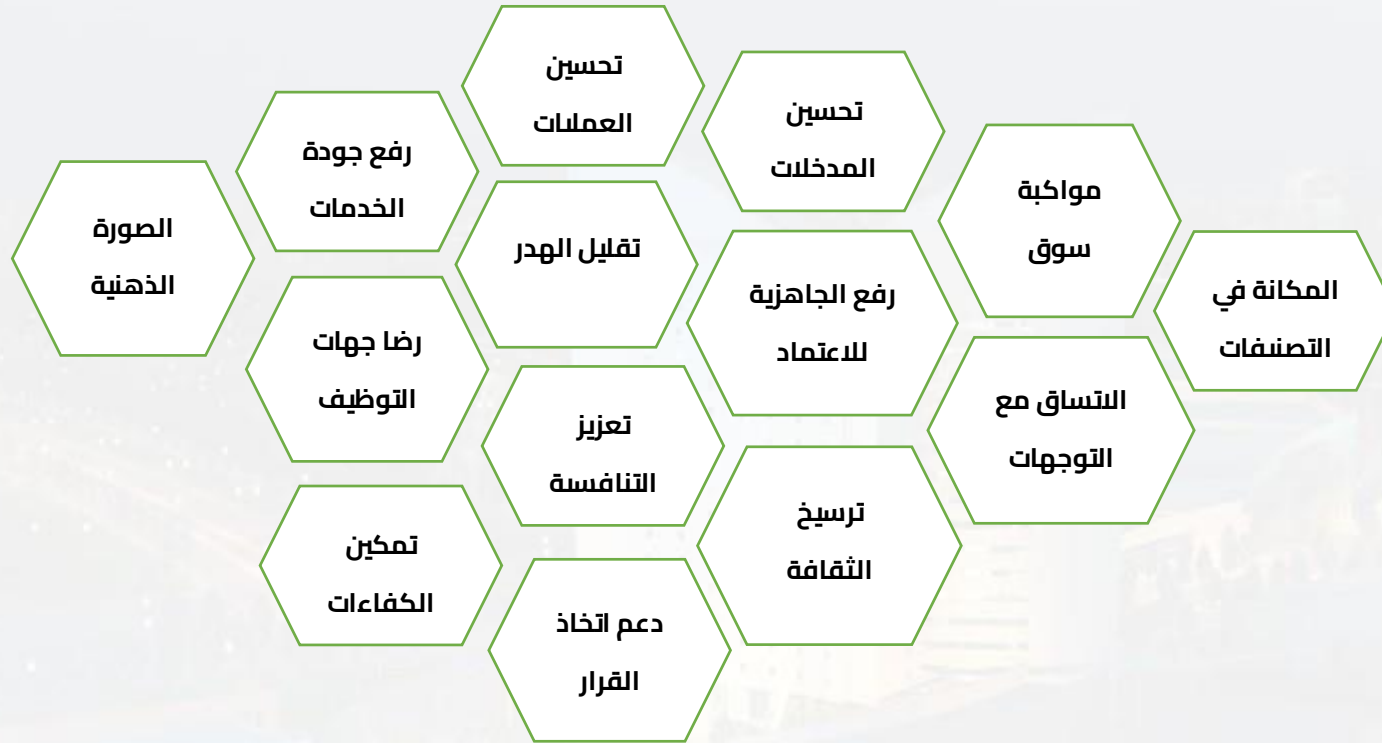 تحسين
العمليات
تحسين
المدخلات
رفع جودة
الخدمات
مواكبة
سوق
الصورة
الذهنية
تقليل الهدر
رفع الجاهزية
للاعتماد
المكانة في
التصنيفات
رضا جهات
التوظيف
تعزيز
التنافسية
الاتساق مع
التوجهات
ترسيخ
الثقافة
تمكين
الكفاءات
دعم اتخاذ
القرار